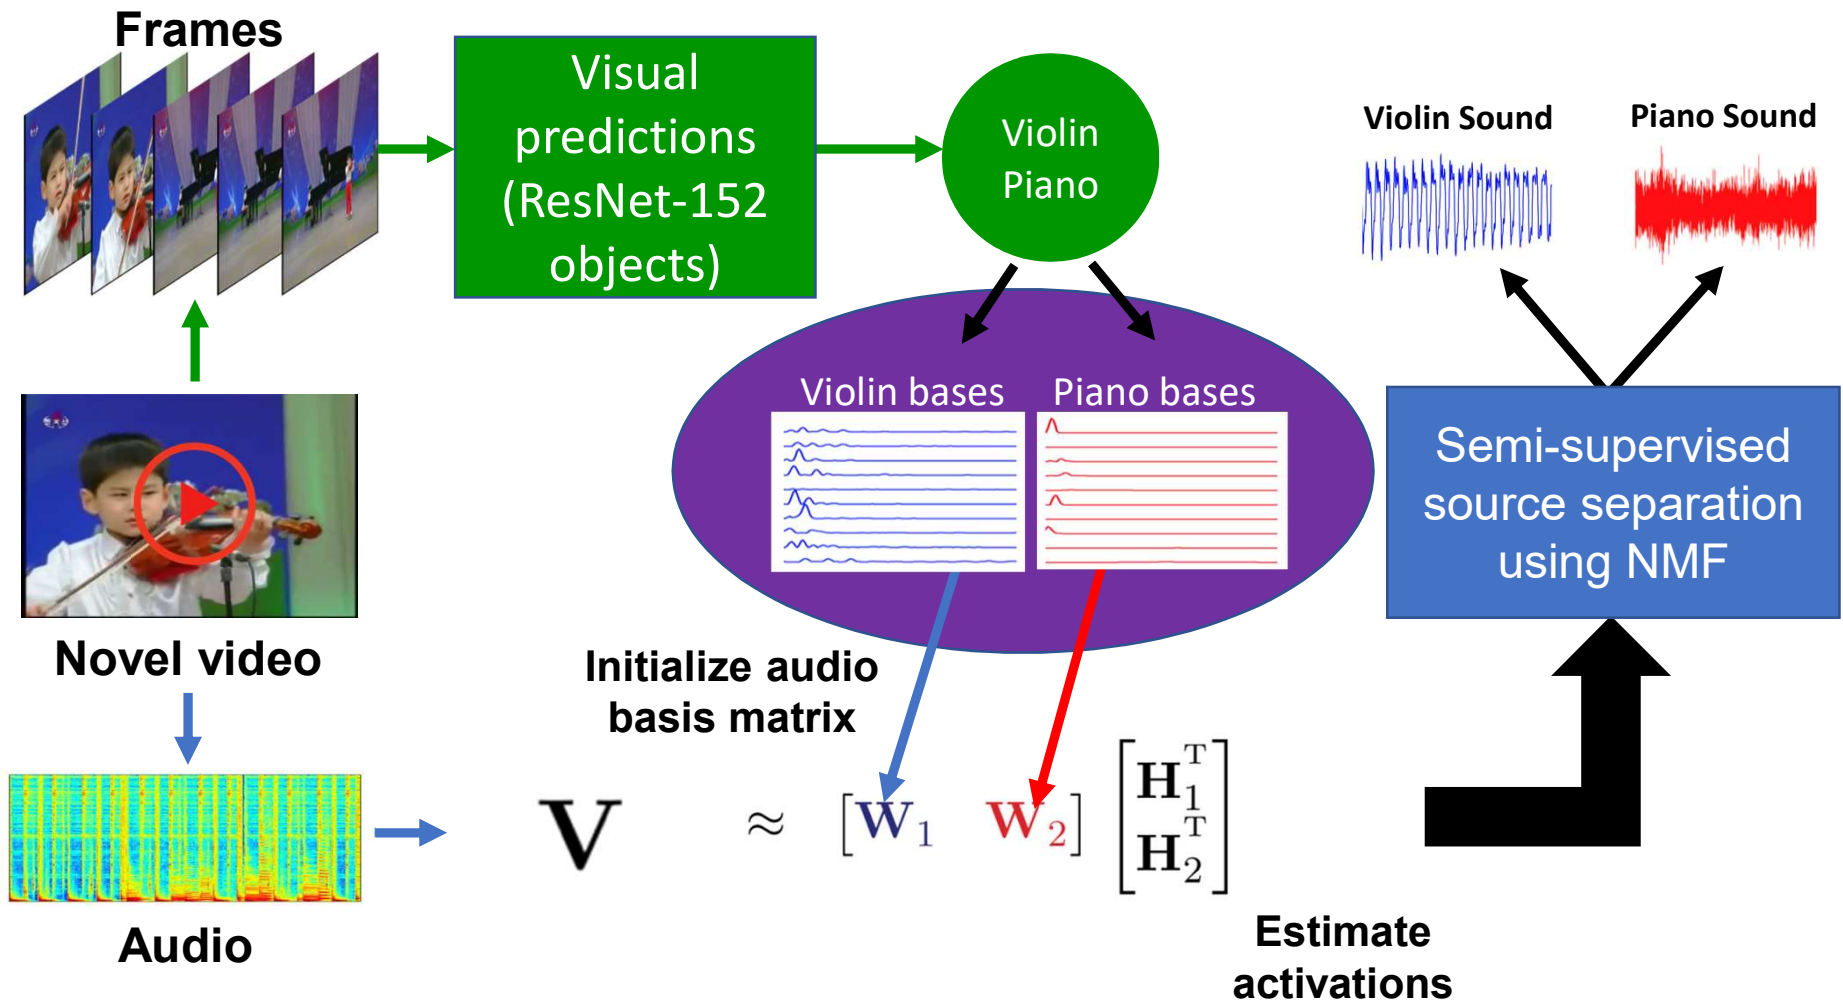 Frames
Visual
predictions
(ResNet-152
objects)
Violin
Piano
Violin Sound
Piano Sound
Violin bases
Piano bases
Semi-supervised
source separation
using NMF
Novel video
Initialize audio
basis matrix
V ≈ [W₁ W₂] [H₁ᵀ
H₂ᵀ]
Audio
Estimate
activations